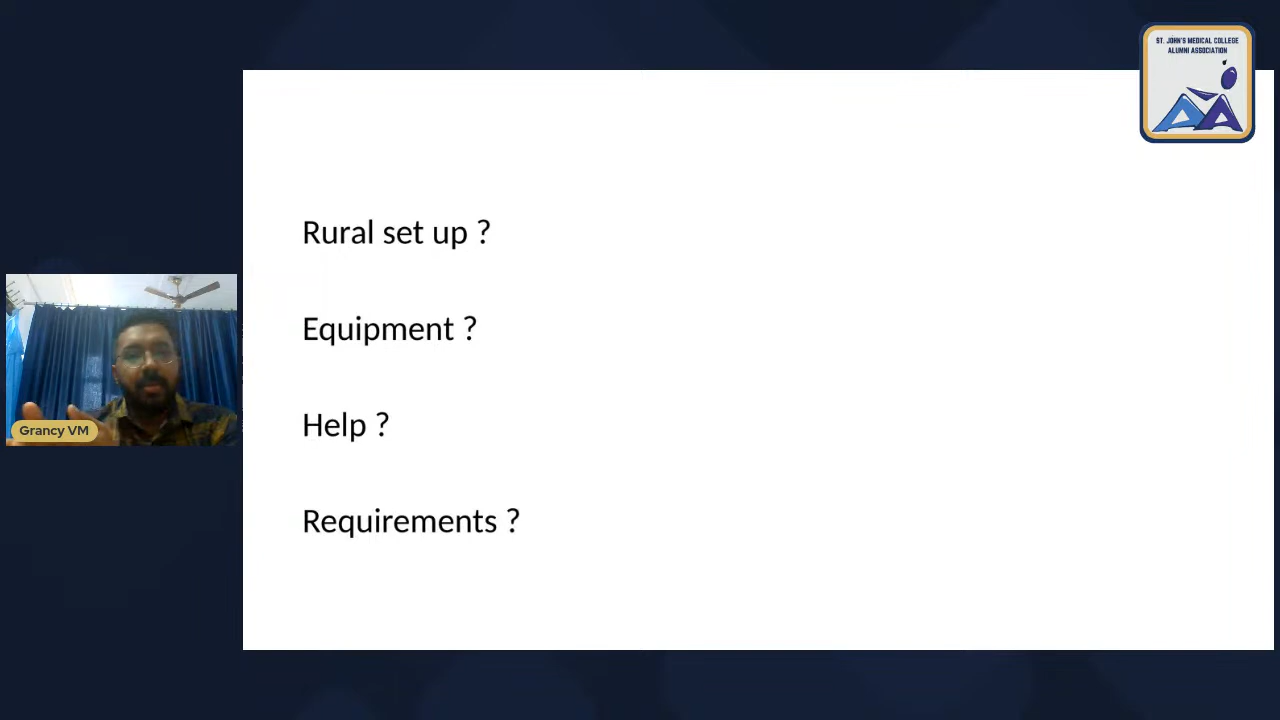 ST. JOHN'S MEDICAL COLLEGE
ALUMNI ASSOCIATION
Rural set up ?
Equipment ?
Help ?
Requirements ?
Grancy VM